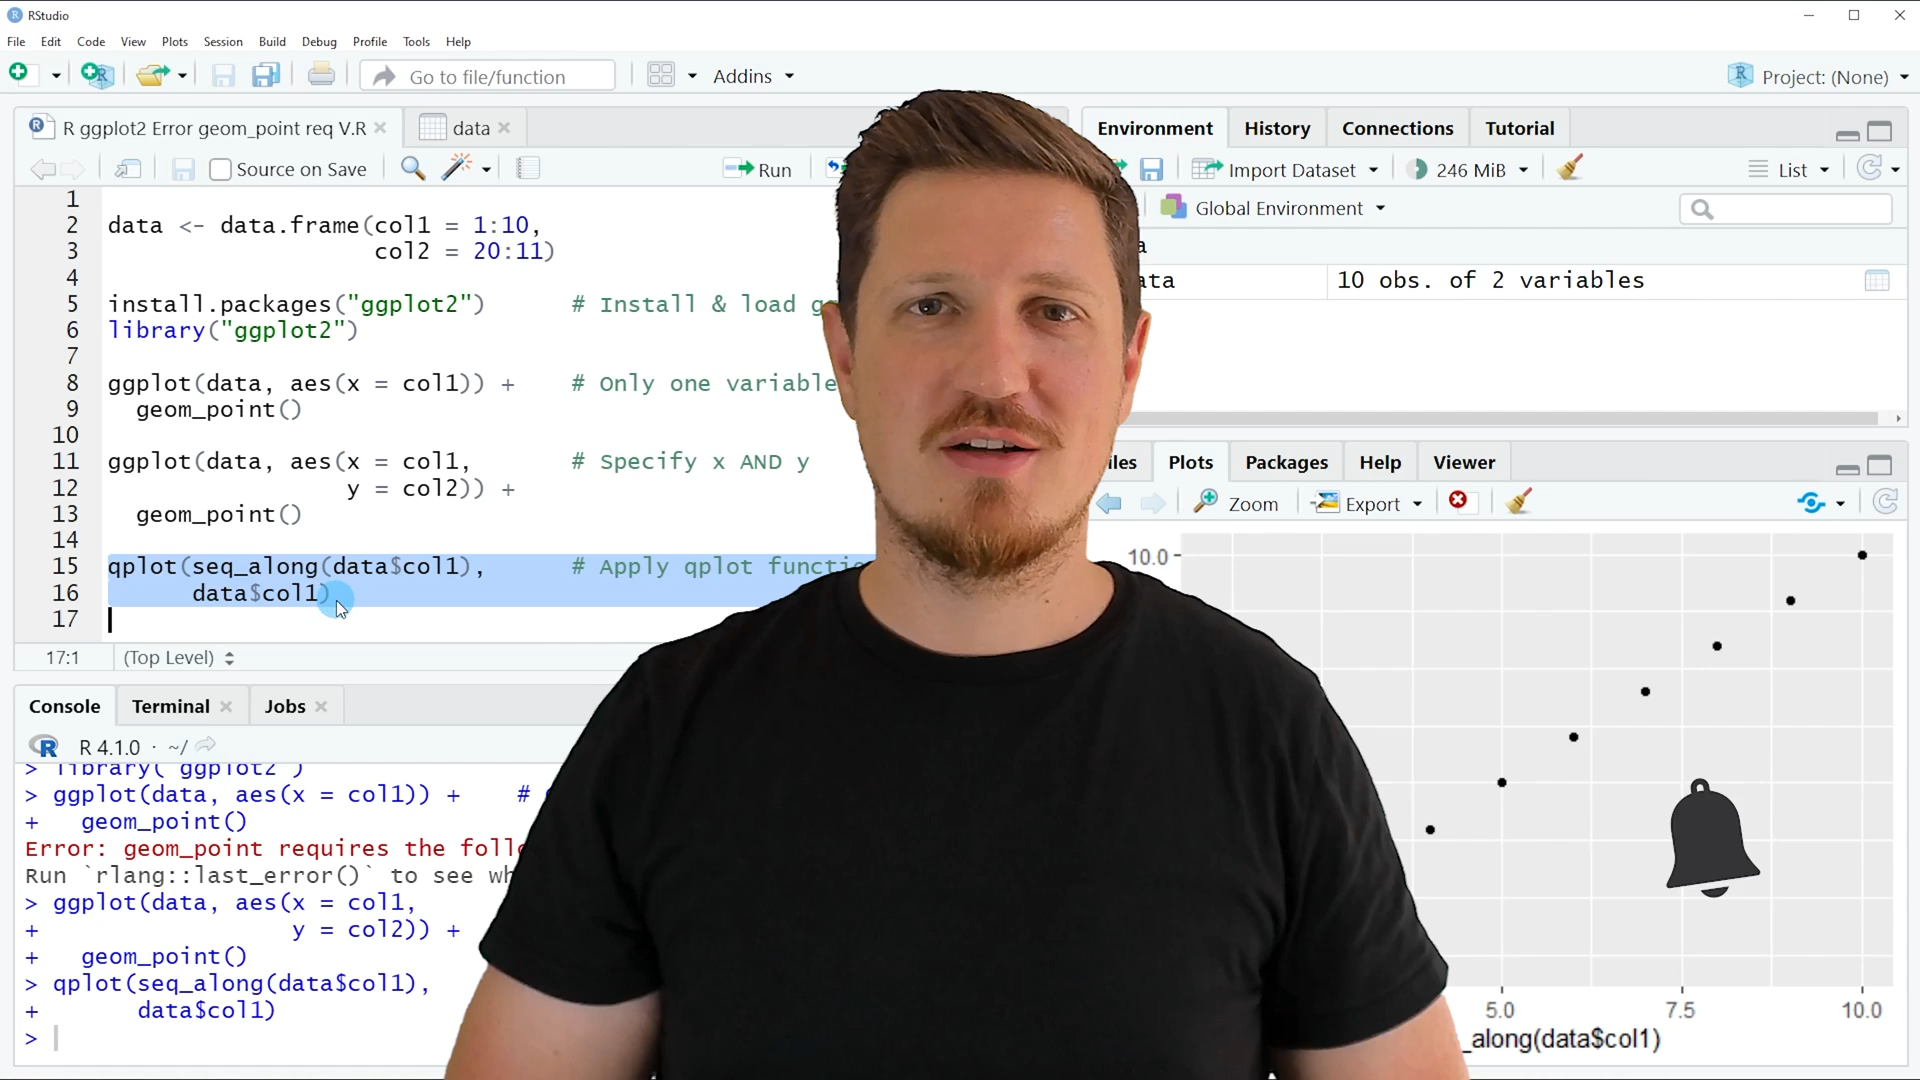 RStudio
File Edit Code View Plots Session Build Debug Profile Tools Help
Go to file/function Addins Project: (None)
R ggplot2 Error geom_point req V.R data
Source on Save Run
1
2 data <- data.frame(col1 = 1:10,
3 col2 = 20:11)
4
5 install.packages("ggplot2") # Install & load
6 library("ggplot2")
7
8 ggplot(data, aes(x = col1)) + # Only one variable
9 geom_point()
10
11 ggplot(data, aes(x = col1, # Specify x AND y
12 y = col2)) +
13 geom_point()
14
15 qplot(seq_along(data$col1), # Apply qplot
16 data$col1)
17
17:1 (Top Level)
Console Terminal Jobs
R 4.1.0 · ~/
> library("ggplot2")
> ggplot(data, aes(x = col1)) + #
+ geom_point()
Error: geom_point requires the
Run `rlang::last_error()` to see
> ggplot(data, aes(x = col1,
+ y = col2)) +
+ geom_point()
> qplot(seq_along(data$col1),
+ data$col1)
>
Environment History Connections Tutorial
Import Dataset 246 MiB List
Global Environment
10 obs. of 2 variables
Plots Packages Help Viewer
Zoom Export
10.0
5.0 7.5 10.0
_along(data$col1)